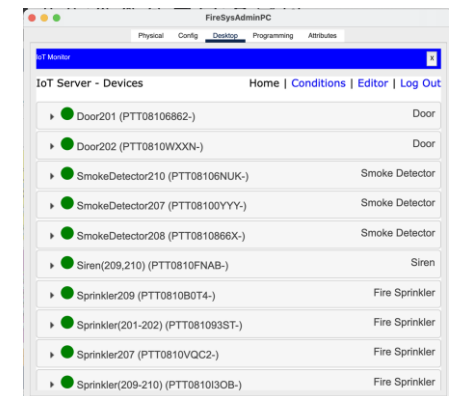 FireSysAdminPC
Physical Config Desktop Programming Attributes
IoT Monitor X
IoT Server - Devices Home | Conditions | Editor | Log Out
Door201 (PTT08106862-) Door
Door202 (PTT0810WXXN-) Door
SmokeDetector210 (PTT08106NUK-) Smoke Detector
SmokeDetector207 (PTT08100YYY-) Smoke Detector
SmokeDetector208 (PTT0810866X-) Smoke Detector
Siren(209,210) (PTT0810FNAB-) Siren
Sprinkler209 (PTT0810B0T4-) Fire Sprinkler
Sprinkler(201-202) (PTT081093ST-) Fire Sprinkler
Sprinkler207 (PTT0810VQC2-) Fire Sprinkler
Sprinkler(209-210) (PTT0810I3OB-) Fire Sprinkler